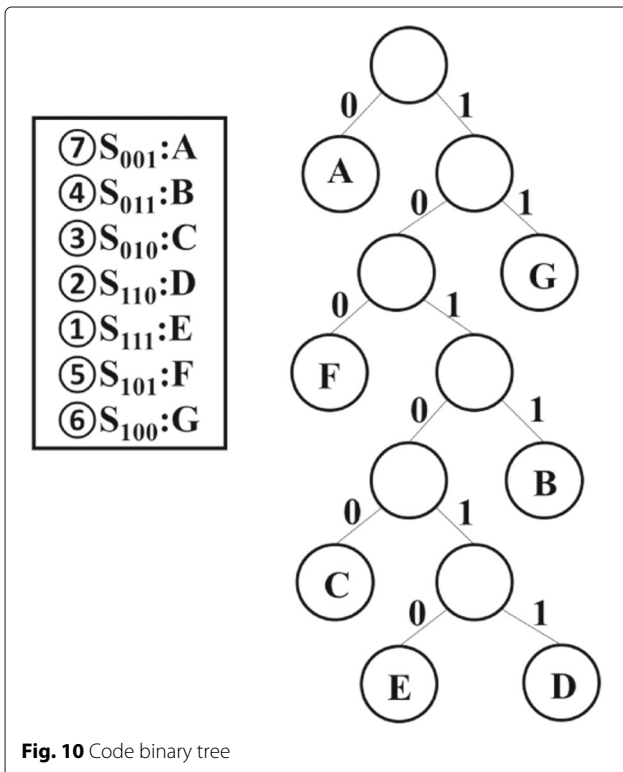 ⑦S₀₀₁:A
④S₀₁₁:B
③S₀₁₀:C
②S₁₁₀:D
①S₁₁₁:E
⑤S₁₀₁:F
⑥S₁₀₀:G
0 1
A
0 1
G
0 1
F
0 1
B
0 1
C
0 1
E D
Fig. 10 Code binary tree